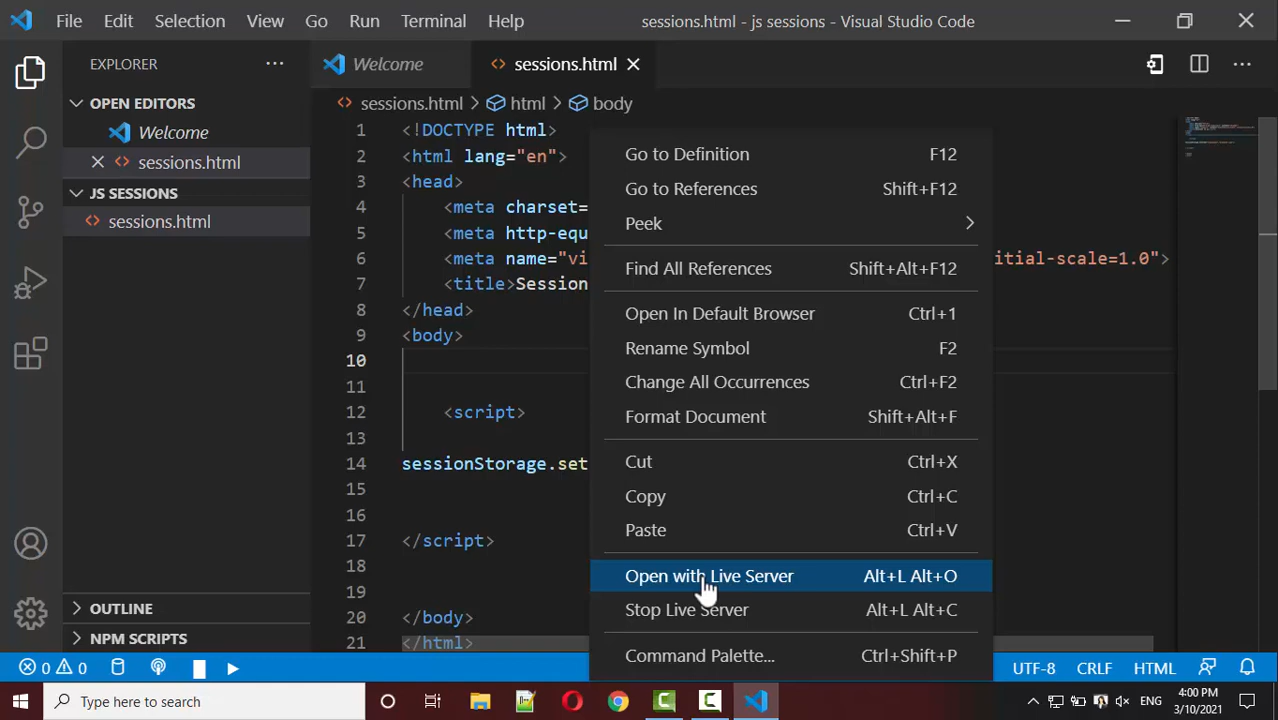 File Edit Selection View Go Run Terminal Help sessions.html - js sessions - Visual Studio Code
EXPLORER ··· Welcome sessions.html ···
OPEN EDITORS
Welcome
sessions.html
JS SESSIONS
sessions.html
sessions.html > html > body
1 <!DOCTYPE html>
2 <html lang="en">
3 <head>
4 <meta charset=
5 <meta http-equ
6 <meta name="vi itial-scale=1.0">
7 <title>Session
8 </head>
9 <body>
10
11
12 <script>
13
14 sessionStorage.set
15
16
17 </script>
18
19
20 </body>
21 </html>
Go to Definition F12
Go to References Shift+F12
Peek
Find All References Shift+Alt+F12
Open In Default Browser Ctrl+1
Rename Symbol F2
Change All Occurrences Ctrl+F2
Format Document Shift+Alt+F
Cut Ctrl+X
Copy Ctrl+C
Paste Ctrl+V
Open with Live Server Alt+L Alt+O
Stop Live Server Alt+L Alt+C
Command Palette... Ctrl+Shift+P
OUTLINE
NPM SCRIPTS
0 0 UTF-8 CRLF HTML
Type here to search ENG 4:00 PM
3/10/2021